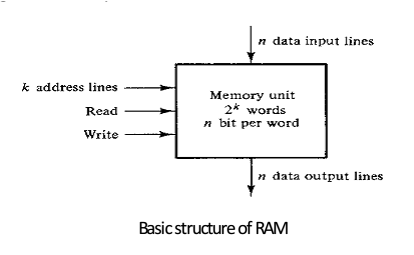 n data input lines
k address lines
Read
Write
Memory unit
2^k words
n bit per word
n data output lines
Basic structure of RAM